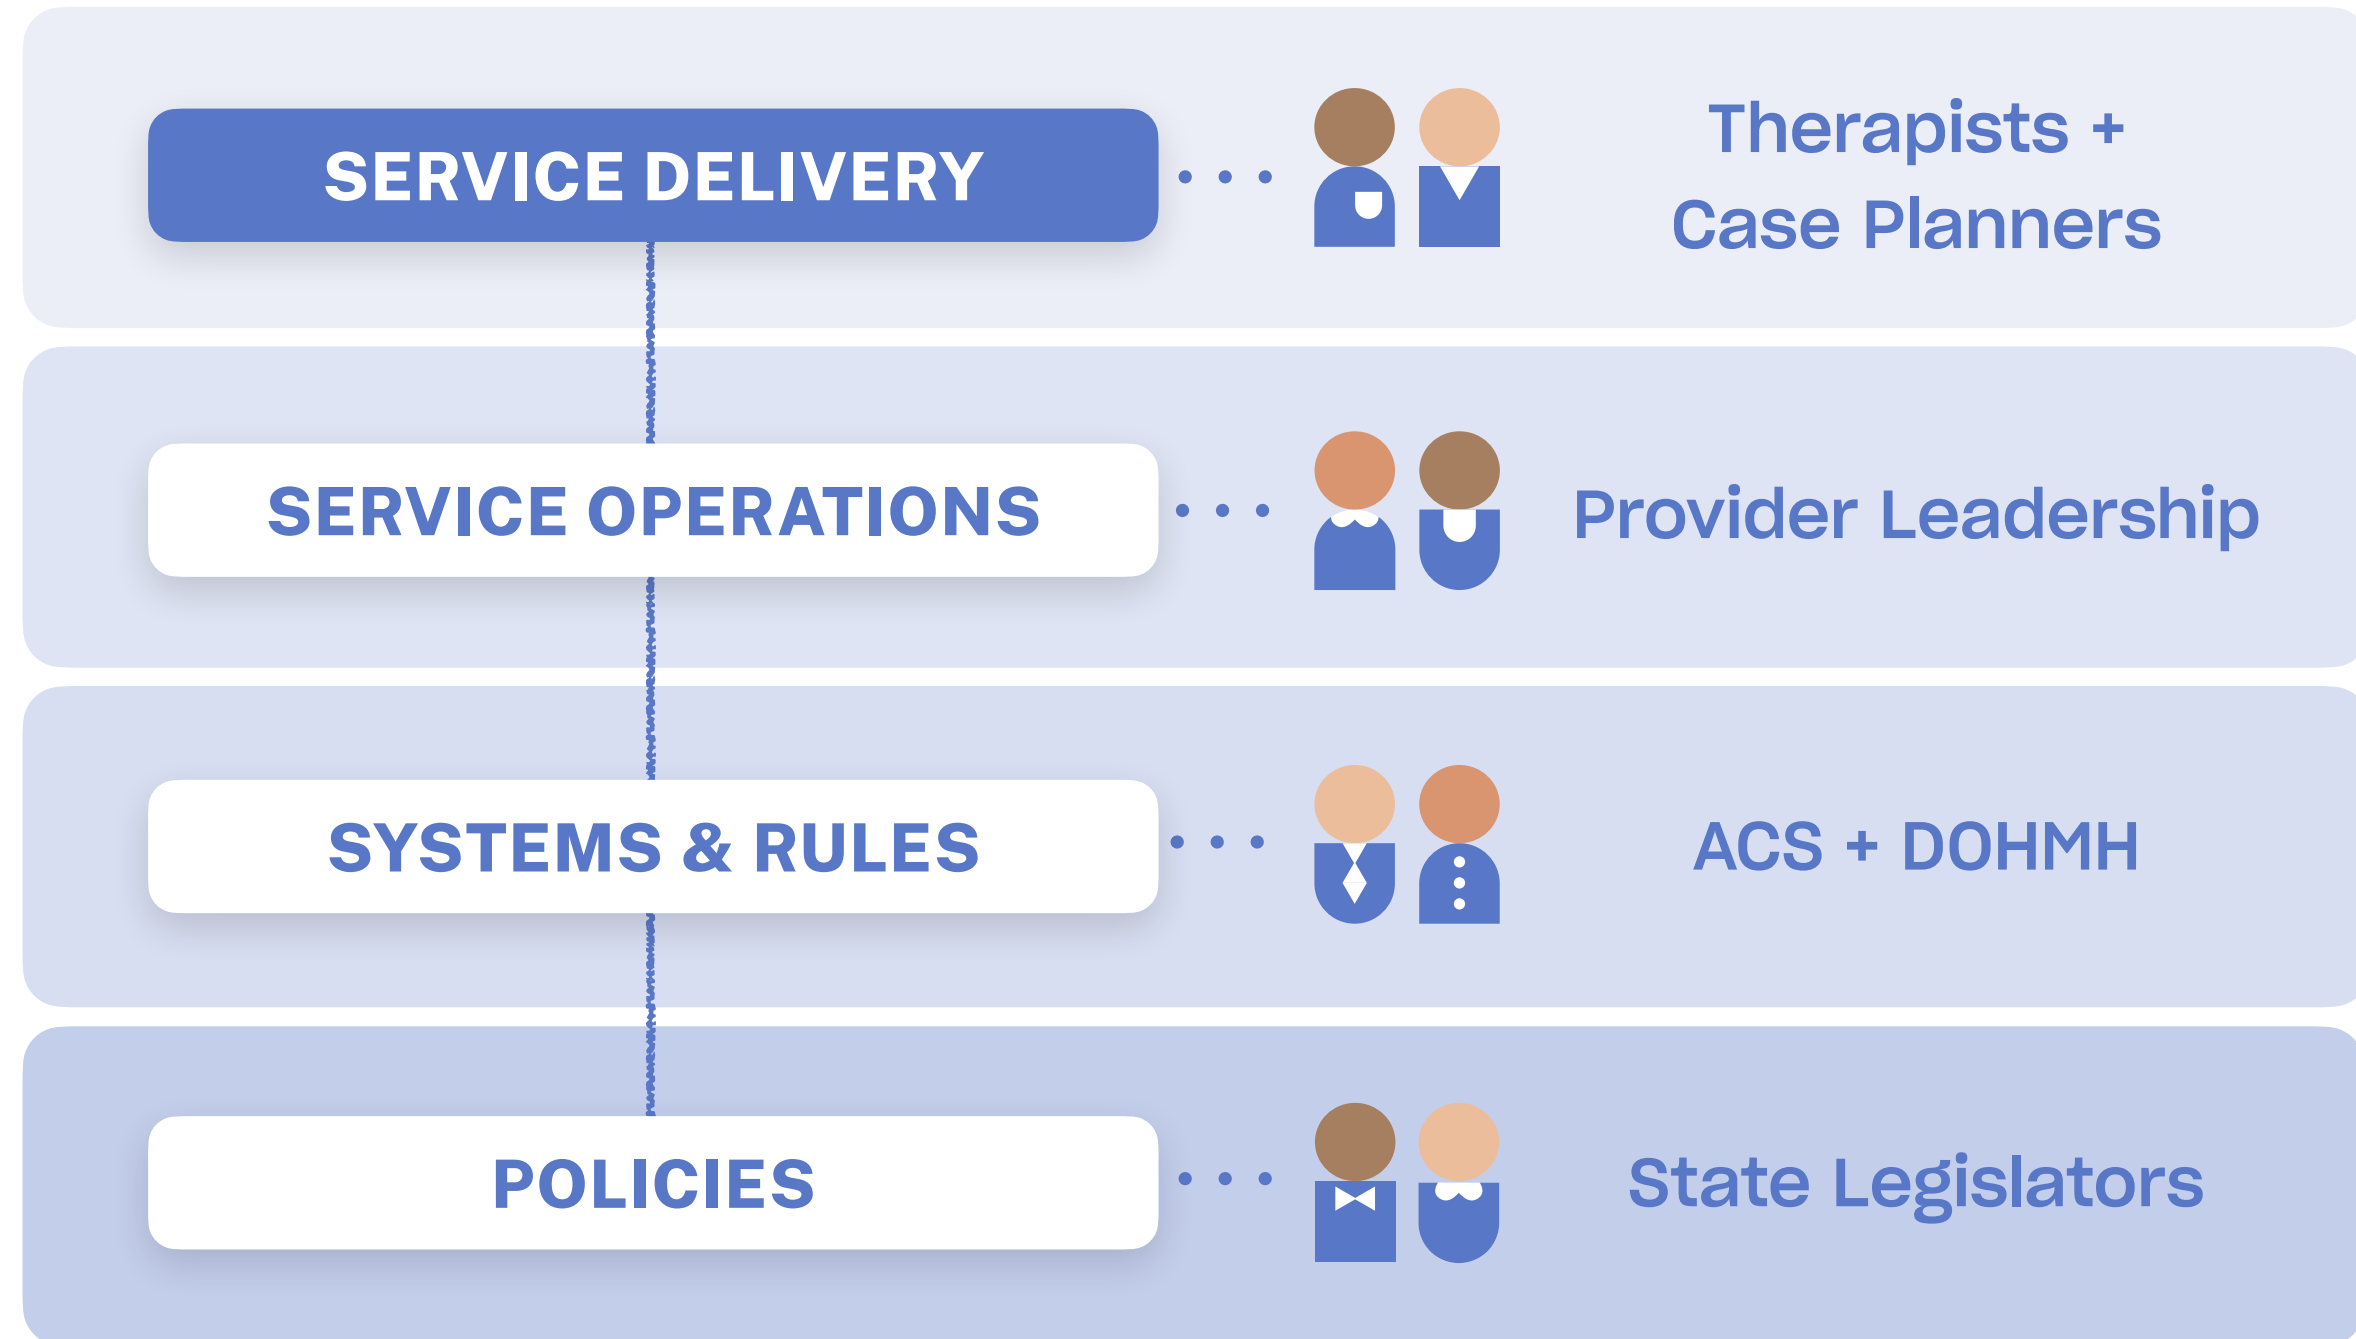 SERVICE DELIVERY
Therapists +
Case Planners
SERVICE OPERATIONS
Provider Leadership
SYSTEMS & RULES
ACS + DOHMH
POLICIES
State Legislators